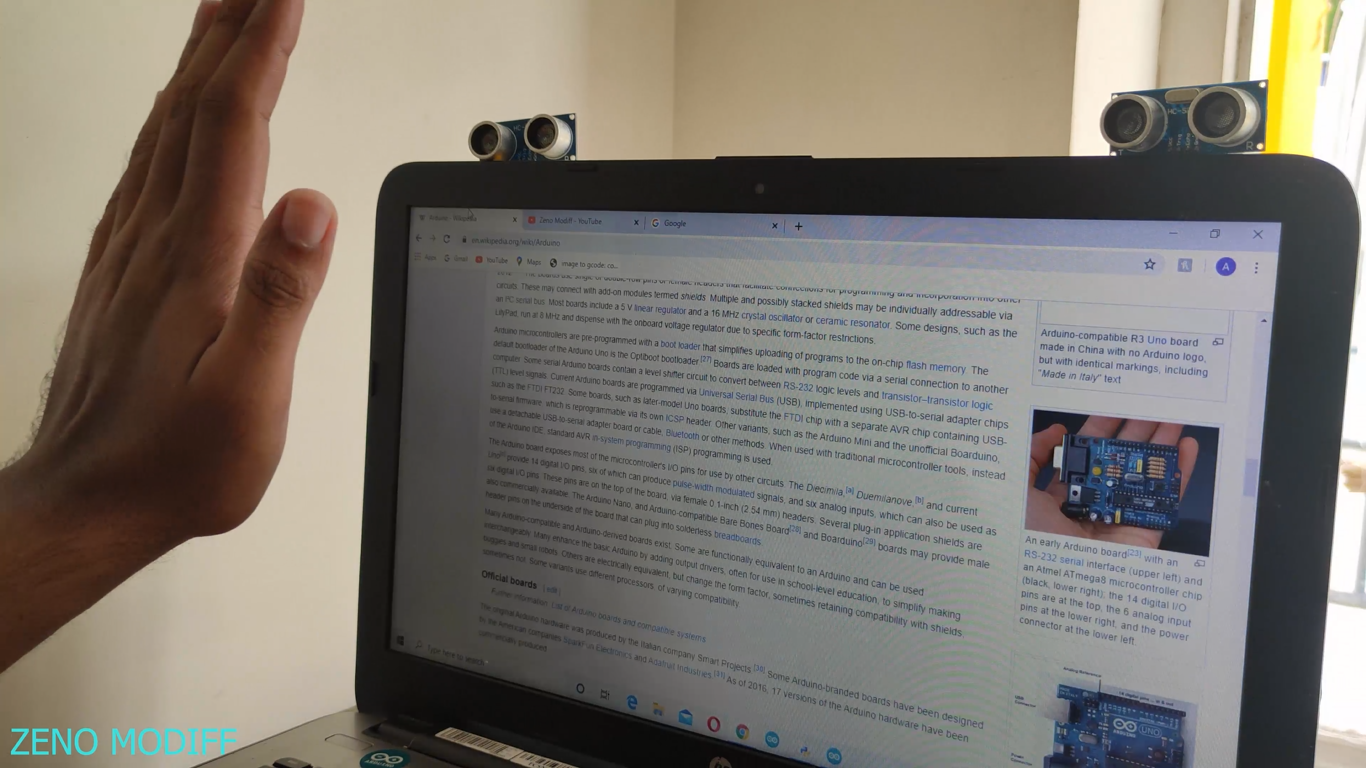 HC-S
T
R
Arduino - Wikipedia
Zeno Modiff - YouTube
Google
en.wikipedia.org/wiki/Arduino
Apps Gmail YouTube Maps image to gcode: co...
A
circuits. These may connect with add-on modules termed shields. Multiple and possibly stacked shields may be individually addressable via
an I²C serial bus. Most boards include a 5 V linear regulator and a 16 MHz crystal oscillator or ceramic resonator. Some designs, such as the
LilyPad, run at 8 MHz and dispense with the onboard voltage regulator due to specific form-factor restrictions.
Arduino microcontrollers are pre-programmed with a boot loader that simplifies uploading of programs to the on-chip flash memory. The
default bootloader of the Arduino Uno is the Optiboot bootloader.[27] Boards are loaded with program code via a serial connection to another
computer. Some serial Arduino boards contain a level shifter circuit to convert between RS-232 logic levels and transistor–transistor logic
(TTL) level signals. Current Arduino boards are programmed via Universal Serial Bus (USB), implemented using USB-to-serial adapter chips
such as the FTDI FT232. Some boards, such as later-model Uno boards, substitute the FTDI chip with a separate AVR chip containing USB-
to-serial firmware, which is reprogrammable via its own ICSP header. Other variants, such as the Arduino Mini and the unofficial Boarduino,
use a detachable USB-to-serial adapter board or cable, Bluetooth or other methods. When used with traditional microcontroller tools, instead
of the Arduino IDE, standard AVR in-system programming (ISP) programming is used.
The Arduino board exposes most of the microcontroller's I/O pins for use by other circuits. The Diecimila,[a] Duemilanove,[b] and current
Uno[c] provide 14 digital I/O pins, six of which can produce pulse-width modulated signals, and six analog inputs, which can also be used as
six digital I/O pins. These pins are on the top of the board, via female 0.1-inch (2.54 mm) headers. Several plug-in application shields are
also commercially available. The Arduino Nano, and Arduino-compatible Bare Bones Board[28] and Boarduino[29] boards may provide male
header pins on the underside of the board that can plug into solderless breadboards.
Many Arduino-compatible and Arduino-derived boards exist. Some are functionally equivalent to an Arduino and can be used
interchangeably. Many enhance the basic Arduino by adding output drivers, often for use in school-level education, to simplify making
buggies and small robots. Others are electrically equivalent, but change the form factor, sometimes retaining compatibility with shields,
sometimes not. Some variants use different processors, of varying compatibility.
Official boards [ edit ]
Further information: List of Arduino boards and compatible systems
The original Arduino hardware was produced by the Italian company Smart Projects.[30] Some Arduino-branded boards have been designed
by the American companies SparkFun Electronics and Adafruit Industries.[31] As of 2016, 17 versions of the Arduino hardware have been
commercially produced.
Arduino-compatible R3 Uno board
made in China with no Arduino logo,
but with identical markings, including
"Made in Italy" text
An early Arduino board[23] with an
RS-232 serial interface (upper left) and
an Atmel ATmega8 microcontroller chip
(black, lower right); the 14 digital I/O
pins are at the top, the 6 analog input
pins at the lower right, and the power
connector at the lower left.
UNO
Type here to search
hp
ZENO MODIFF